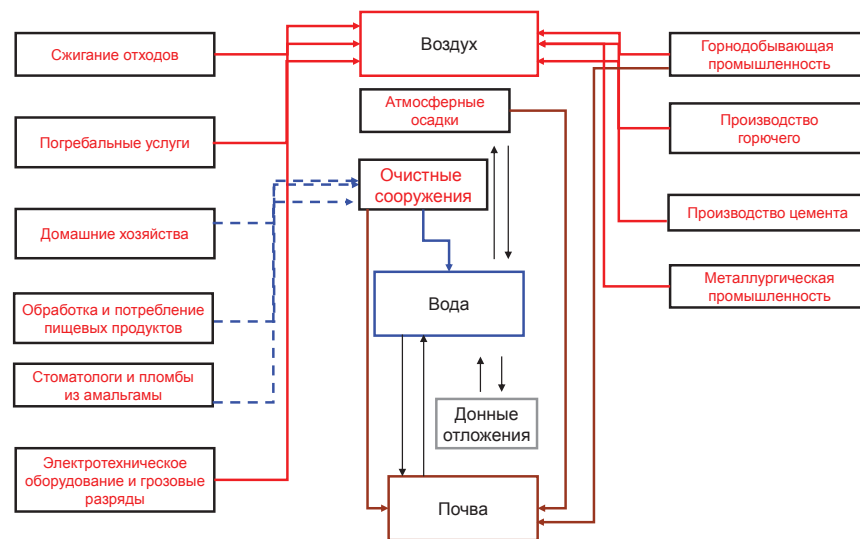 Воздух
Сжигание отходов
Горнодобывающая
промышленность
Атмосферные
осадки
Погребальные услуги
Производство
горючего
Очистные
сооружения
Домашние хозяйства
Производство цемента
Металлургическая
промышленность
Вода
Обработка и потребление
пищевых продуктов
Стоматологи и пломбы
из амальгамы
Донные
отложения
Электротехническое
оборудование и грозовые
разряды
Почва